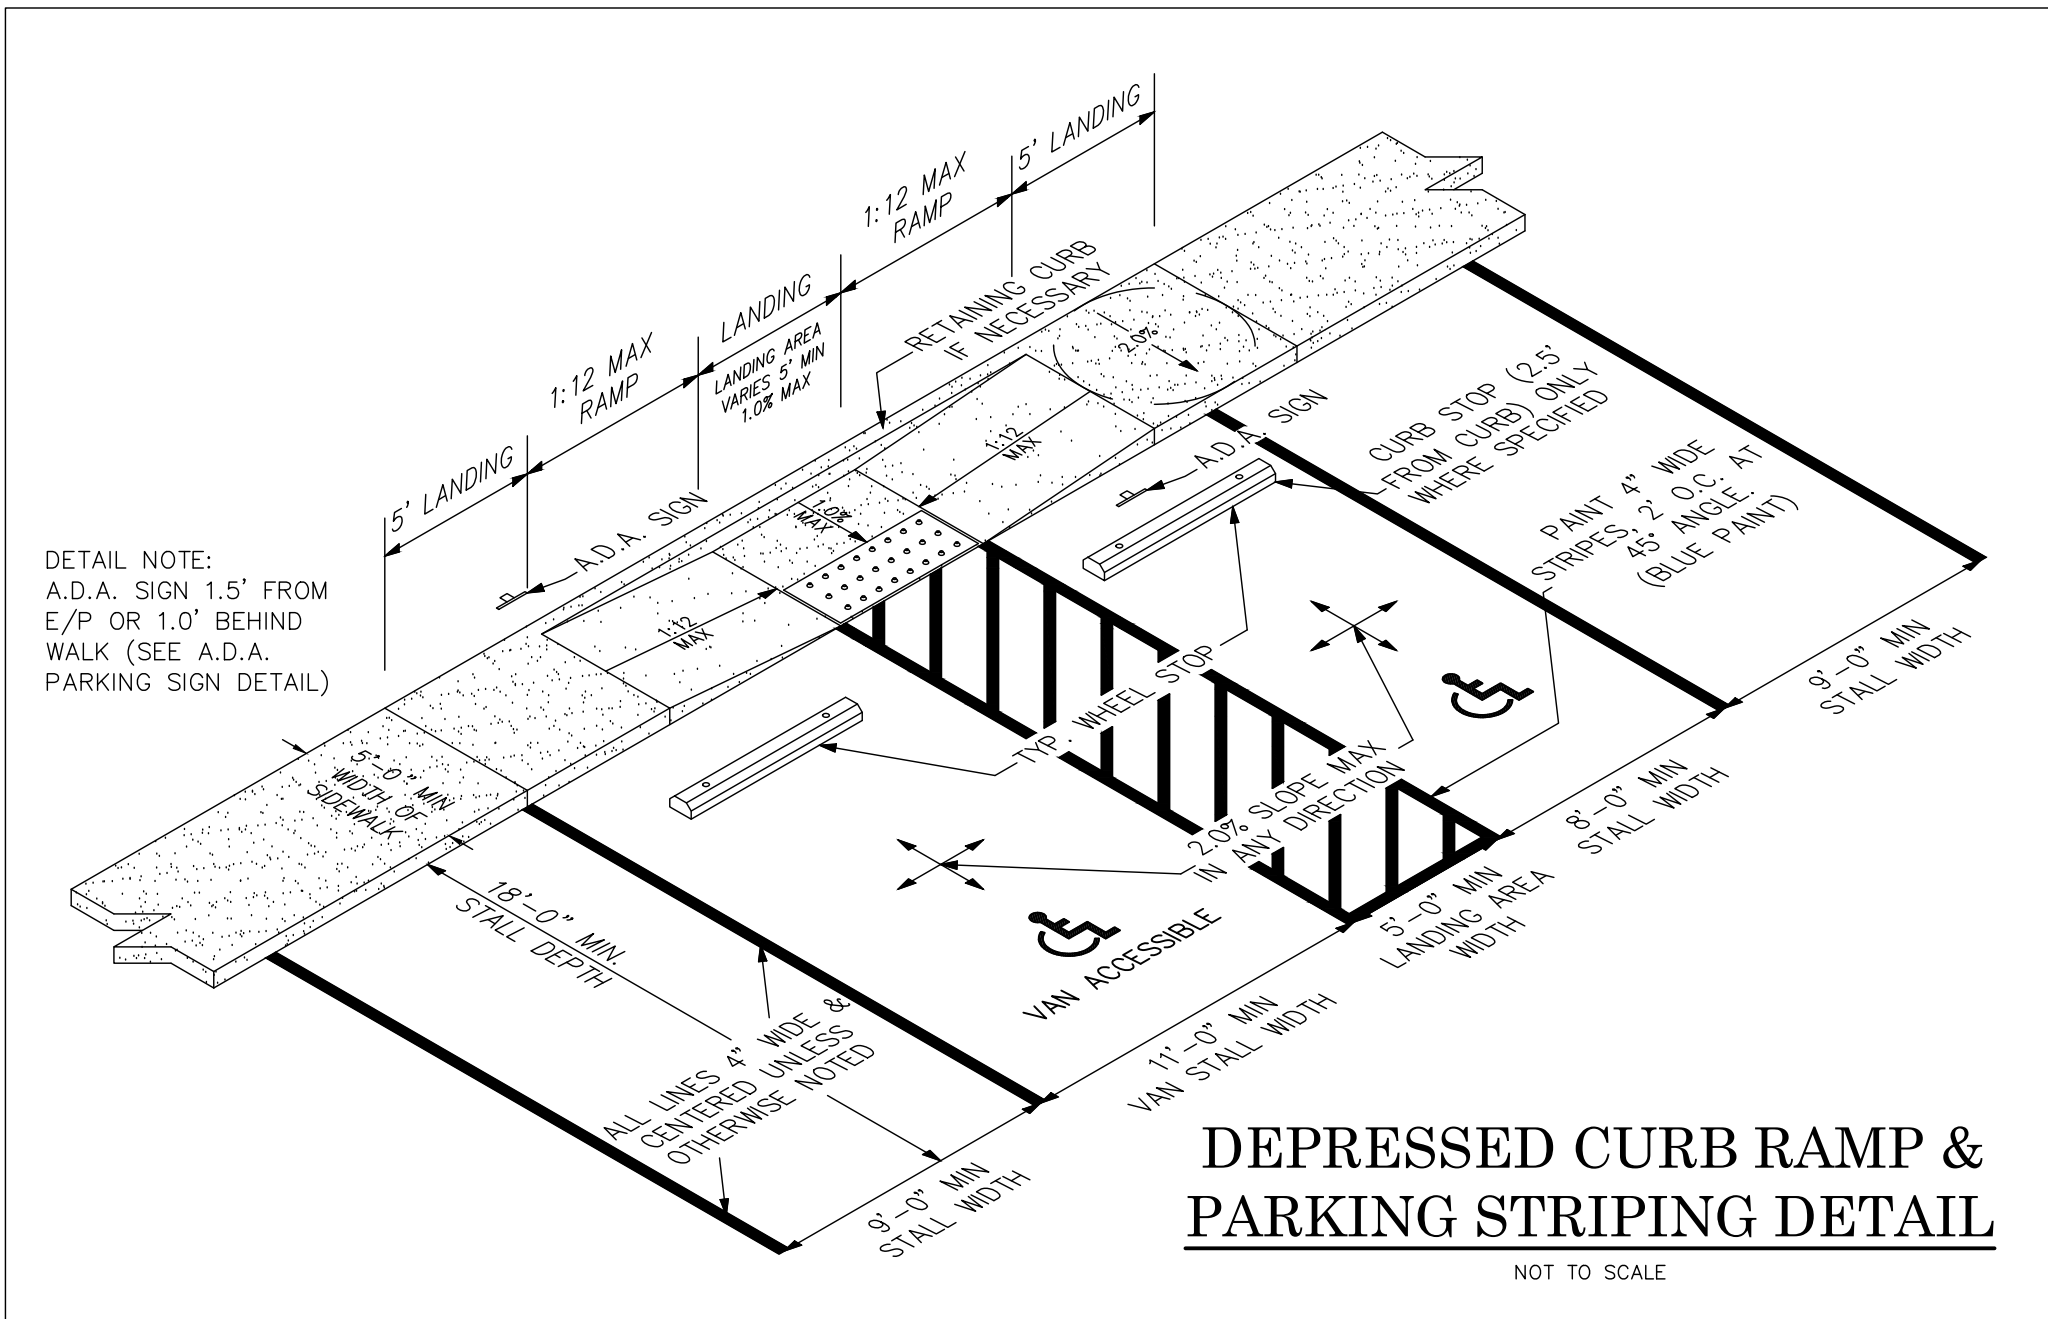 5' LANDING
1:12 MAX
RAMP
LANDING
LANDING AREA
VARIES 5' MIN
1.0% MAX
1:12 MAX
RAMP
5' LANDING
RETAINING CURB
IF NECESSARY
A.D.A. SIGN
DETAIL NOTE:
A.D.A. SIGN 1.5' FROM
E/P OR 1.0' BEHIND
WALK (SEE A.D.A.
PARKING SIGN DETAIL)
2.0%
1:12
MAX
1.0%
MAX
1:12
MAX
A.D.A. SIGN
CURB STOP (2.5'
FROM CURB) ONLY
WHERE SPECIFIED
PAINT 4" WIDE
STRIPES, 2' O.C. AT
45° ANGLE.
(BLUE PAINT)
5'-0" MIN
WIDTH OF
SIDEWALK
18'-0" MIN.
STALL DEPTH
TYP. WHEEL STOP
2.0% SLOPE MAX
IN ANY DIRECTION
VAN ACCESSIBLE
ALL LINES 4" WIDE &
CENTERED UNLESS
OTHERWISE NOTED
9'-0" MIN
STALL WIDTH
11'-0" MIN
VAN STALL WIDTH
5'-0" MIN
LANDING AREA
WIDTH
8'-0" MIN
STALL WIDTH
9'-0" MIN
STALL WIDTH
DEPRESSED CURB RAMP &
PARKING STRIPING DETAIL
NOT TO SCALE